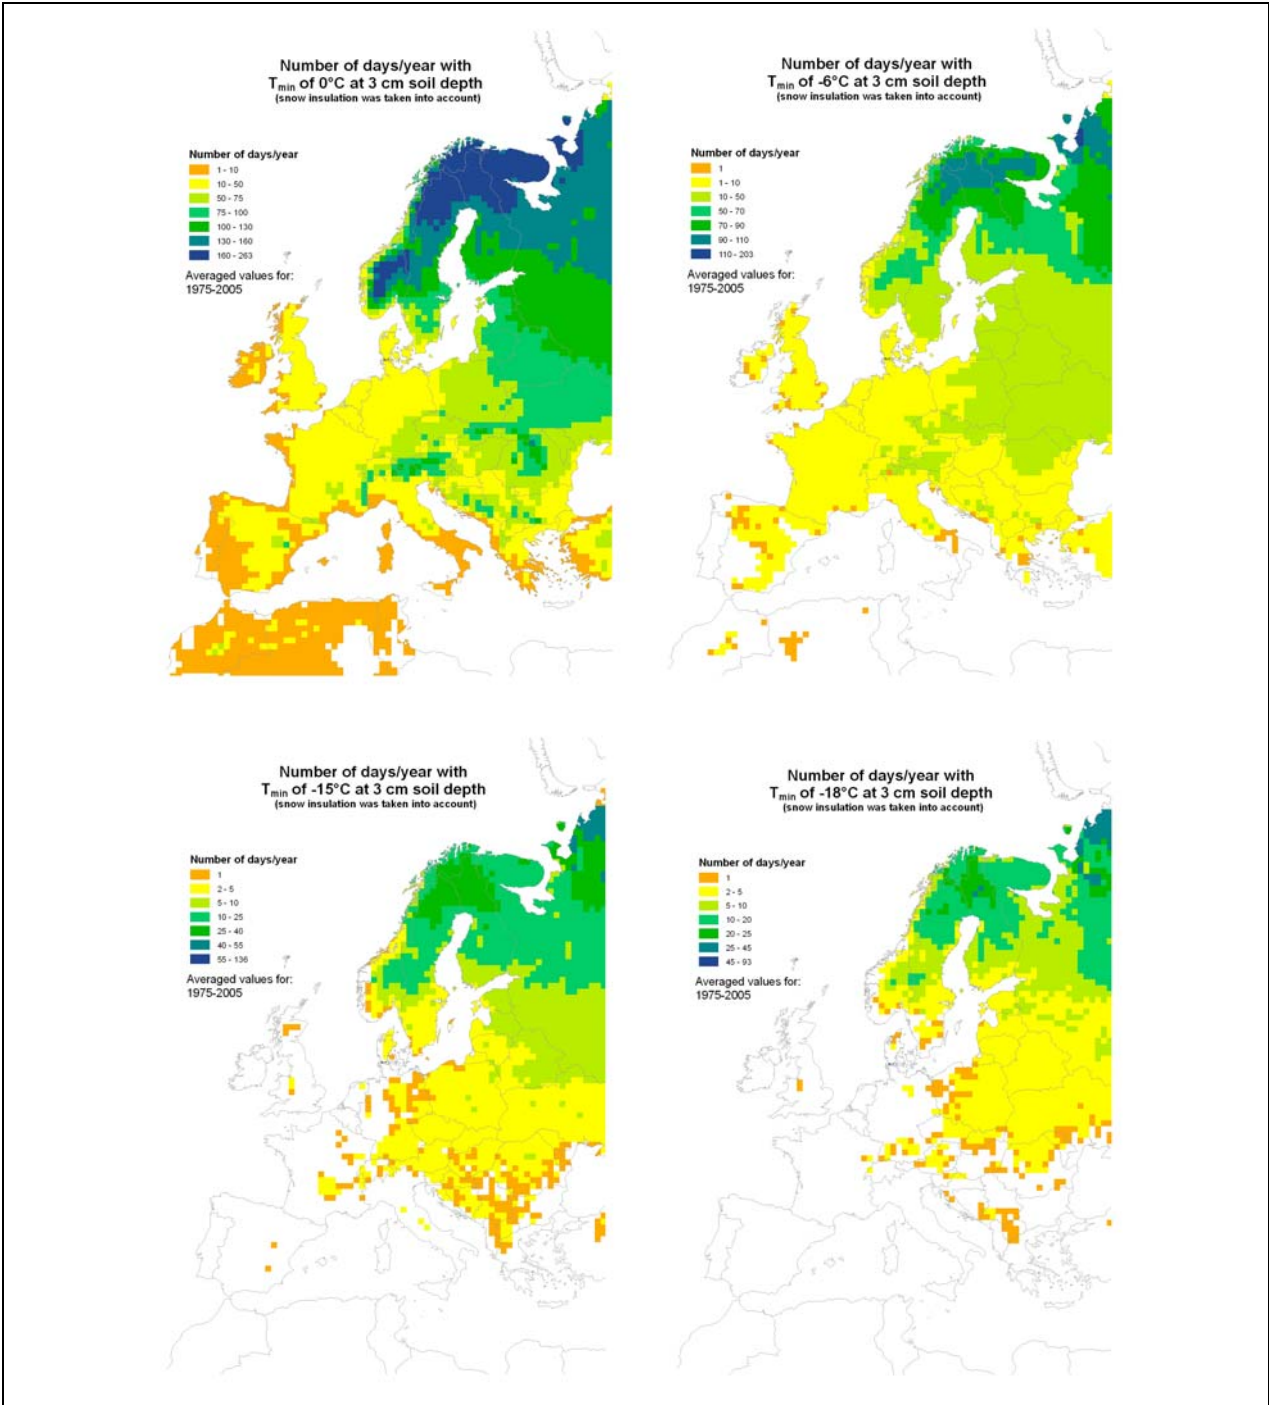 Number of days/year with
Tmin of 0°C at 3 cm soil depth
(snow insulation was taken into account)
Number of days/year
1 - 10
10 - 50
50 - 75
75 - 100
100 - 130
130 - 160
160 - 263
Averaged values for:
1975-2005
Number of days/year with
Tmin of -6°C at 3 cm soil depth
(snow insulation was taken into account)
Number of days/year
1
1 - 10
10 - 50
50 - 70
70 - 90
90 - 110
110 - 203
Averaged values for:
1975-2005
Number of days/year with
Tmin of -15°C at 3 cm soil depth
(snow insulation was taken into account)
Number of days/year
1
2 - 5
5 - 10
10 - 25
25 - 40
40 - 55
55 - 136
Averaged values for:
1975-2005
Number of days/year with
Tmin of -18°C at 3 cm soil depth
(snow insulation was taken into account)
Number of days/year
1
2 - 5
5 - 10
10 - 20
20 - 25
25 - 45
45 - 93
Averaged values for:
1975-2005